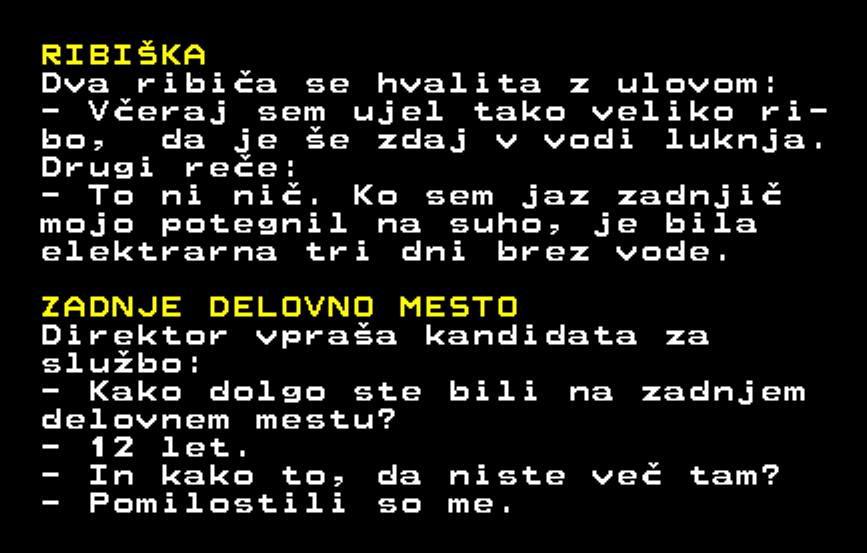 RIBIŠKA
Dva ribiča se hvalita z ulovom:
- Včeraj sem ujel tako veliko ri-
bo,  da je še zdaj v vodi luknja.
Drugi reče:
- To ni nič. Ko sem jaz zadnjič
mojo potegnil na suho, je bila
elektrarna tri dni brez vode.
ZADNJE DELOVNO MESTO
Direktor vpraša kandidata za
službo:
- Kako dolgo ste bili na zadnjem
delovnem mestu?
- 12 let.
- In kako to, da niste več tam?
- Pomilostili so me.